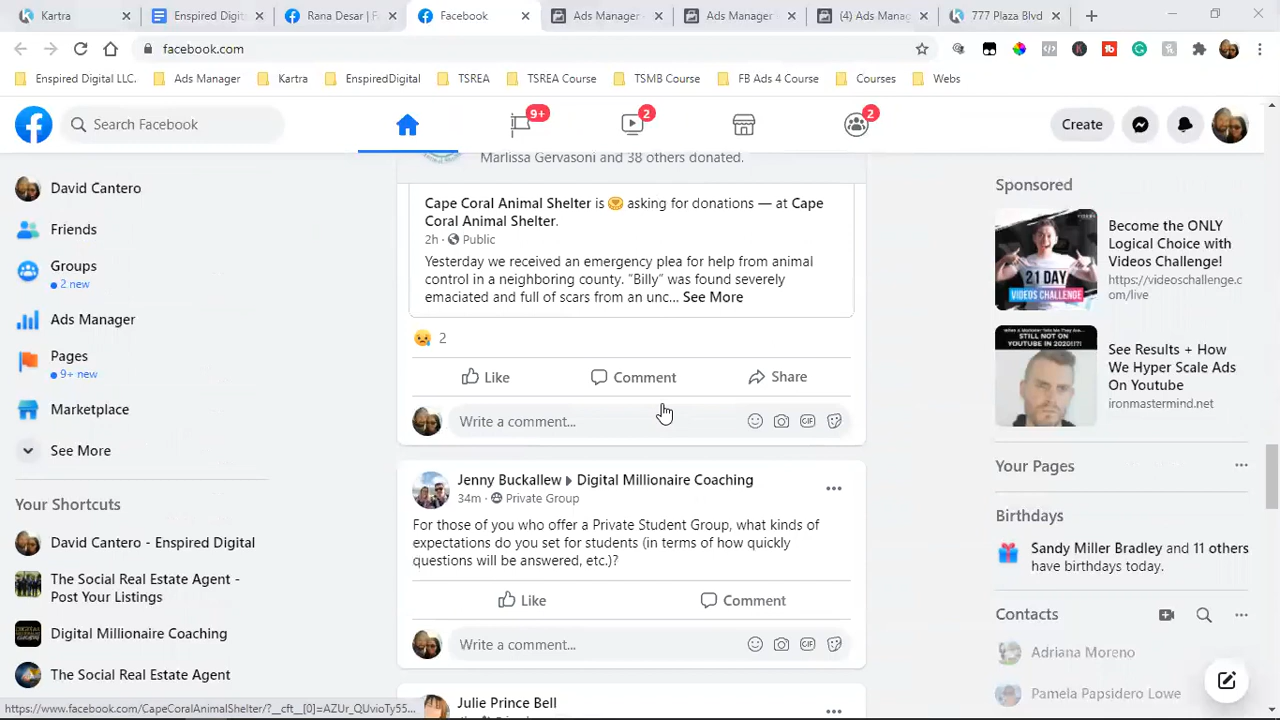 Kartra
Enspired Digit
Rana Desar | F
Facebook
Ads Manager
Ads Manager
(4) Ads Manag
777 Plaza Blvd
facebook.com
Enspired Digital LLC.
Ads Manager
Kartra
EnspiredDigital
TSREA
TSREA Course
TSMB Course
FB Ads 4 Course
Courses
Webs
Search Facebook
9+
2
2
Create
David Cantero
Friends
Groups
2 new
Ads Manager
Pages
9+ new
Marketplace
See More
Your Shortcuts
David Cantero - Enspired Digital
The Social Real Estate Agent -
Post Your Listings
Digital Millionaire Coaching
The Social Real Estate Agent
https://www.facebook.com/CapeCoralAnimalShelter/?__cft__[0]=AZUr_QUvioTy55...
Marlissa Gervasoni and 38 others donated.
Cape Coral Animal Shelter is asking for donations — at Cape
Coral Animal Shelter.
2h · Public
Yesterday we received an emergency plea for help from animal
control in a neighboring county. "Billy" was found severely
emaciated and full of scars from an unc... See More
2
Like
Comment
Share
Write a comment...
Jenny Buckallew Digital Millionaire Coaching
34m · Private Group
For those of you who offer a Private Student Group, what kinds of
expectations do you set for students (in terms of how quickly
questions will be answered, etc.)?
Like
Comment
Write a comment...
Julie Prince Bell
Sponsored
21 DAY
VIDEOS CHALLENGE
Become the ONLY
Logical Choice with
Videos Challenge!
https://videoschallenge.c
om/live
STILL NOT ON
YOUTUBE IN 2020!!?!
See Results + How
We Hyper Scale Ads
On Youtube
ironmastermind.net
Your Pages
Birthdays
Sandy Miller Bradley and 11 others
have birthdays today.
Contacts
Adriana Moreno
Pamela Papsidero Lowe